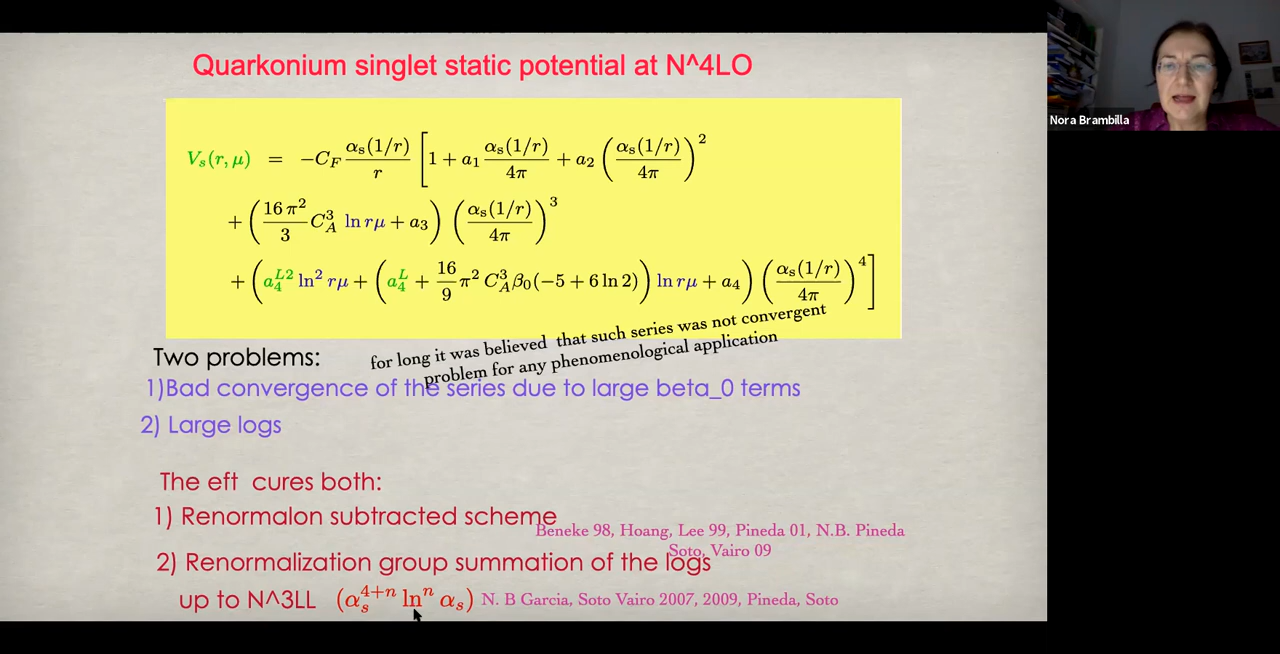 Quarkonium singlet static potential at N^4LO
Nora Brambilla
V_s(r, μ) = −C_F α_s(1/r)/r [1 + a_1 α_s(1/r)/4π + a_2 (α_s(1/r)/4π)^2
+ (16 π^2/3 C_A^3 ln rμ + a_3) (α_s(1/r)/4π)^3
+ (a_4^{L2} ln^2 rμ + (a_4^L + 16/9 π^2 C_A^3 β_0(−5 + 6 ln 2)) ln rμ + a_4) (α_s(1/r)/4π)^4]
for long it was believed that such series was not convergent
problem for any phenomenological application
Two problems:
1)Bad convergence of the series due to large beta_0 terms
2) Large logs
The eft cures both:
1) Renormalon subtracted scheme
Beneke 98, Hoang, Lee 99, Pineda 01, N.B. Pineda
Soto, Vairo 09
2) Renormalization group summation of the logs
up to N^3LL (α_s^{4+n} ln^n α_s) N. B Garcia, Soto Vairo 2007, 2009, Pineda, Soto